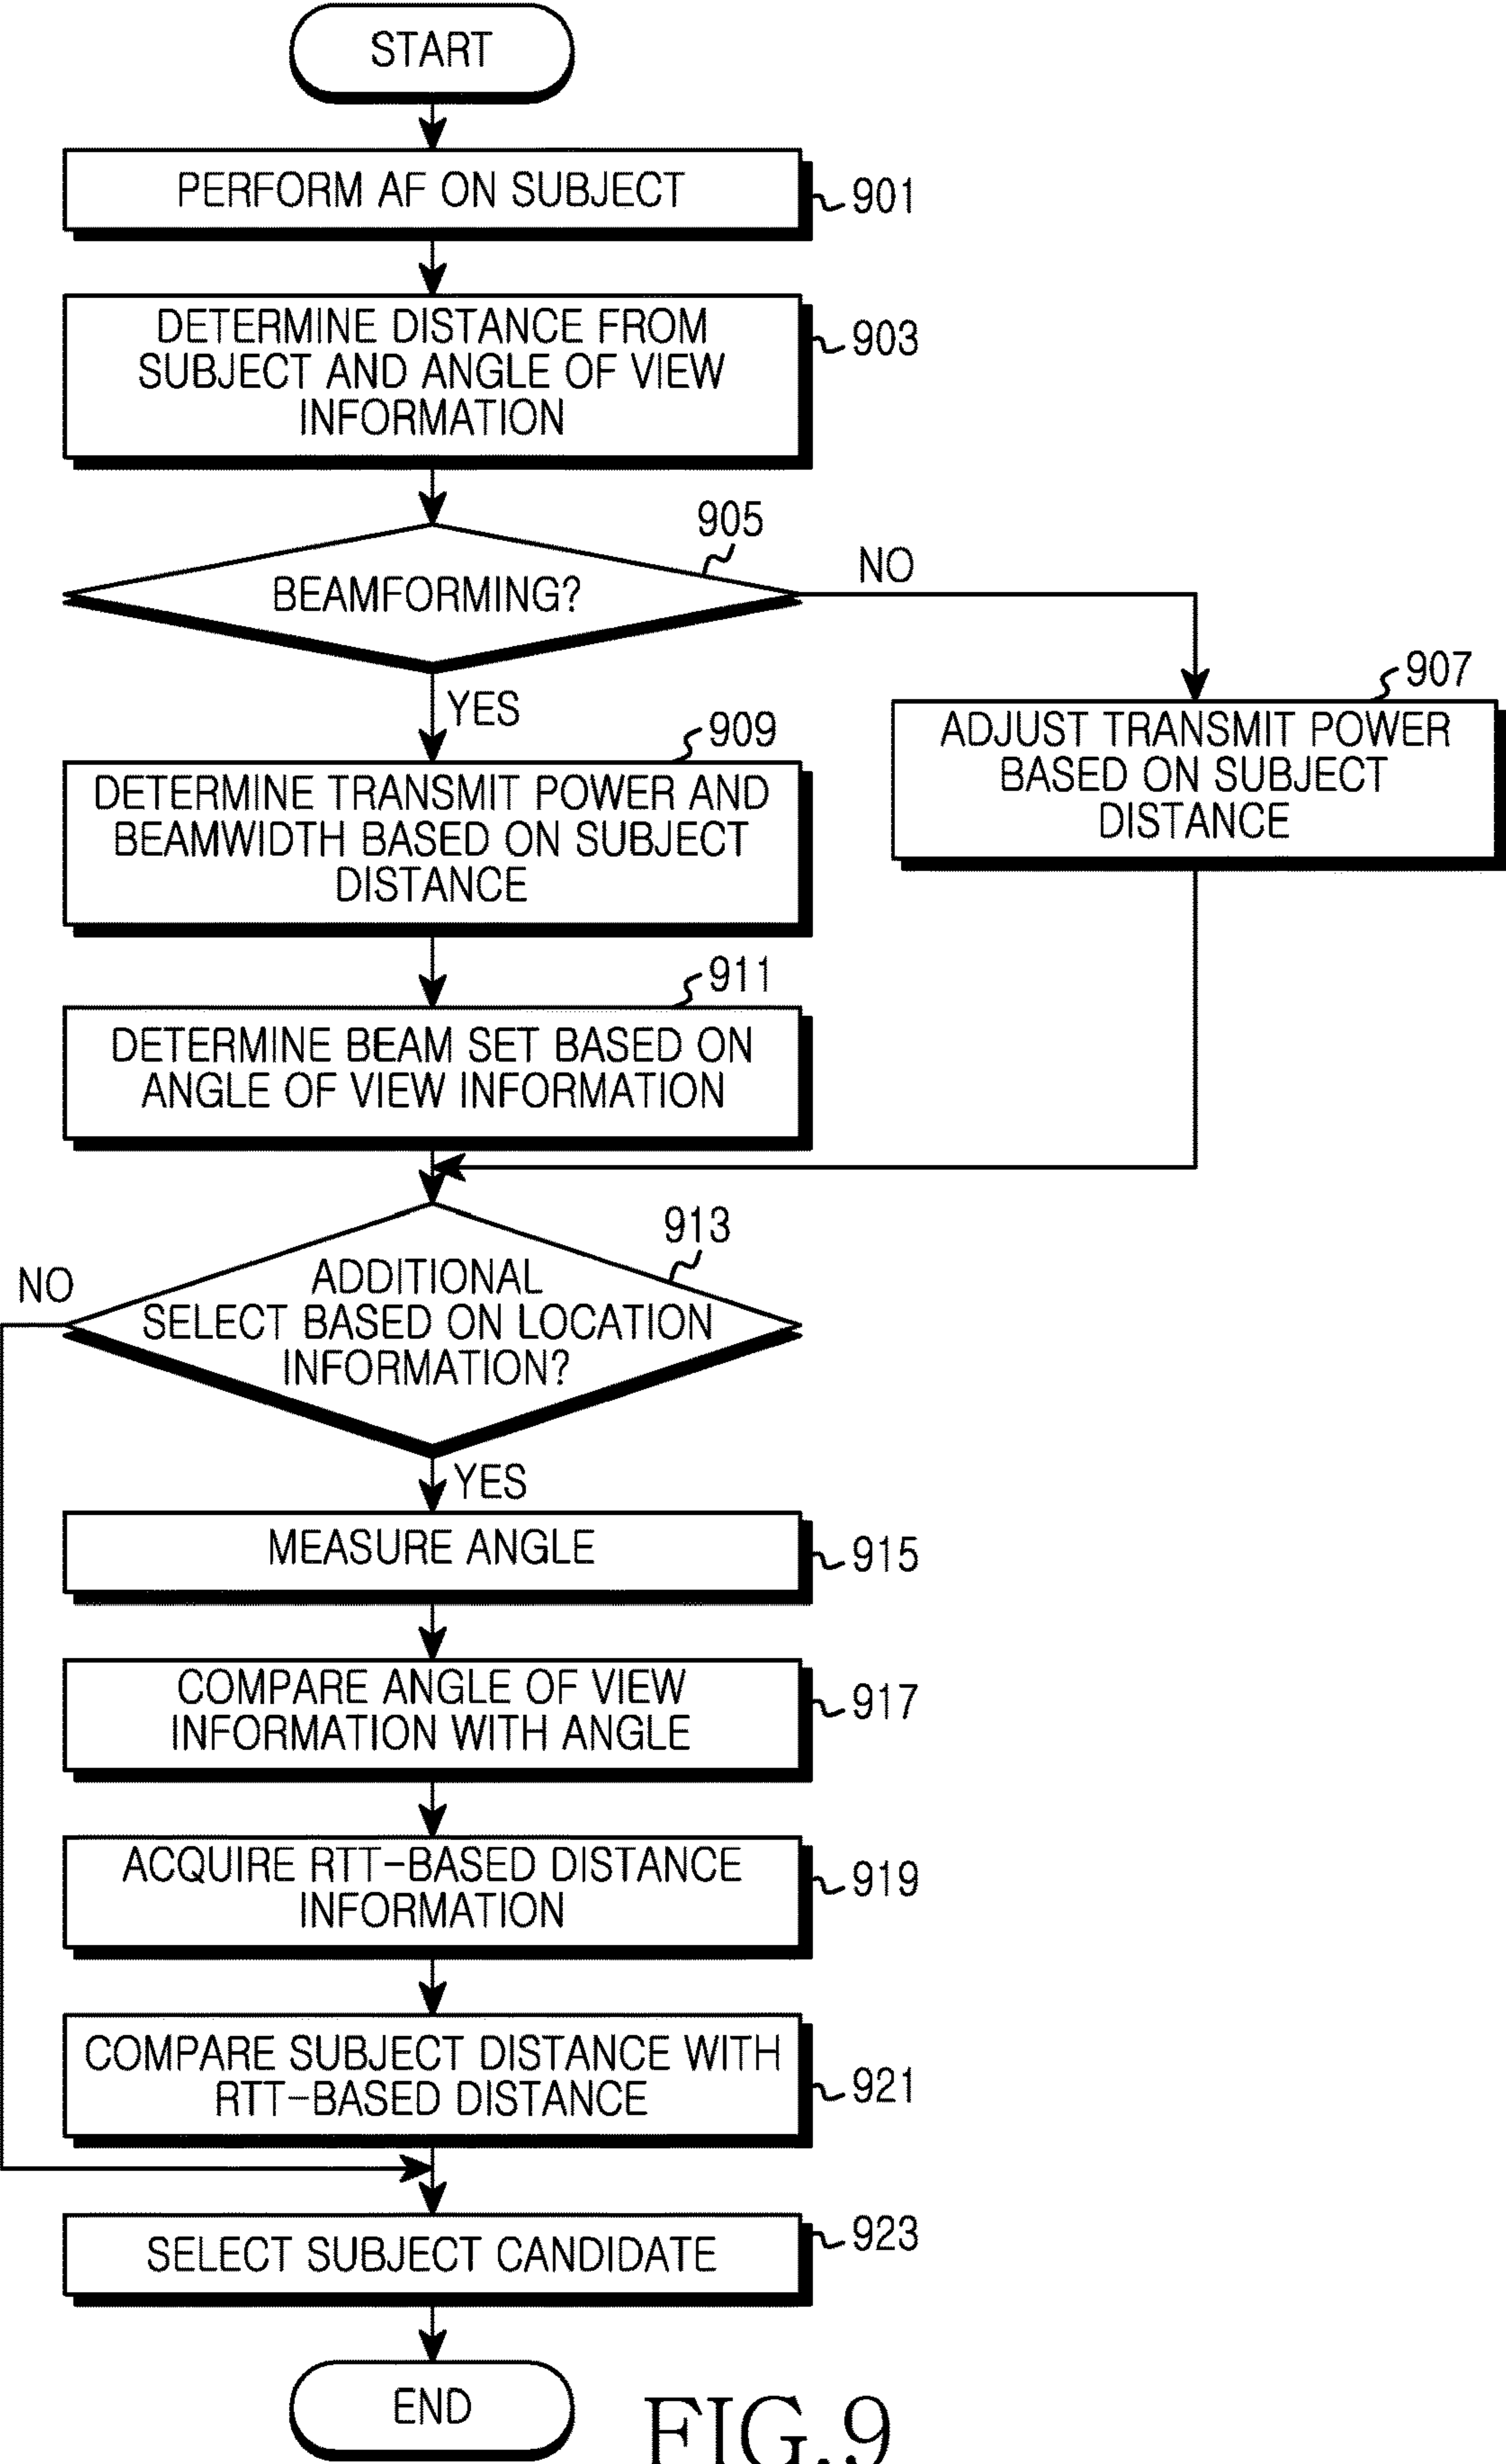 START
PERFORM AF ON SUBJECT
901
DETERMINE DISTANCE FROM
SUBJECT AND ANGLE OF VIEW
INFORMATION
903
905
BEAMFORMING?
NO
YES
907
ADJUST TRANSMIT POWER
BASED ON SUBJECT
DISTANCE
909
DETERMINE TRANSMIT POWER AND
BEAMWIDTH BASED ON SUBJECT
DISTANCE
911
DETERMINE BEAM SET BASED ON
ANGLE OF VIEW INFORMATION
913
NO
ADDITIONAL
SELECT BASED ON LOCATION
INFORMATION?
YES
MEASURE ANGLE
915
COMPARE ANGLE OF VIEW
INFORMATION WITH ANGLE
917
ACQUIRE RTT-BASED DISTANCE
INFORMATION
919
COMPARE SUBJECT DISTANCE WITH
RTT-BASED DISTANCE
921
SELECT SUBJECT CANDIDATE
923
END
FIG.9